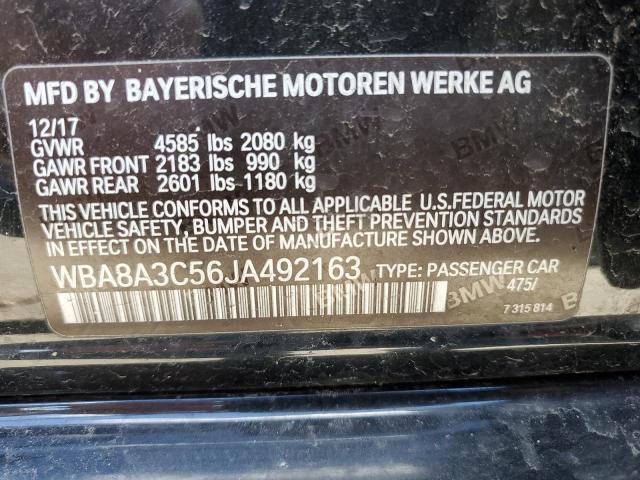 MFD BY BAYERISCHE MOTOREN WERKE AG
12/17
GVWR 4585 lbs 2080 kg
GAWR FRONT 2183 lbs 990 kg
GAWR REAR 2601 lbs 1180 kg
THIS VEHICLE CONFORMS TO ALL APPLICABLE U.S.FEDERAL MOTOR
VEHICLE SAFETY, BUMPER AND THEFT PREVENTION STANDARDS
IN EFFECT ON THE DATE OF MANUFACTURE SHOWN ABOVE.
WBA8A3C56JA492163 TYPE: PASSENGER CAR
475/
7 315 814
BMW
BMW
BMW